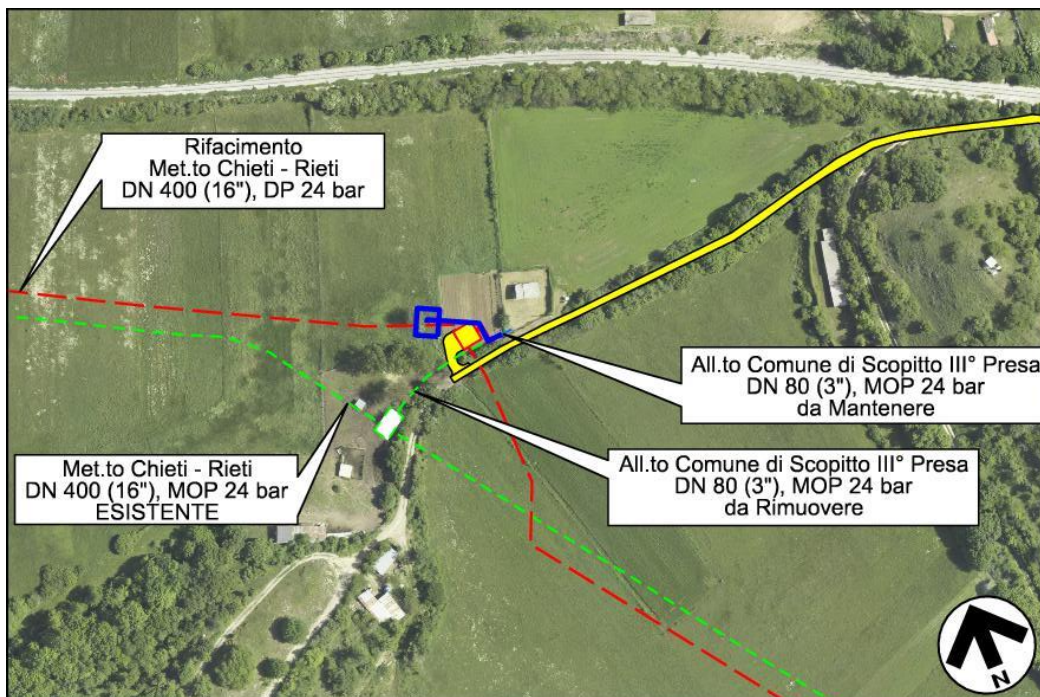 Rifacimento
Met.to Chieti - Rieti
DN 400 (16"), DP 24 bar
All.to Comune di Scopitto III° Presa
DN 80 (3"), MOP 24 bar
da Mantenere
Met.to Chieti - Rieti
DN 400 (16"), MOP 24 bar
ESISTENTE
All.to Comune di Scopitto III° Presa
DN 80 (3"), MOP 24 bar
da Rimuovere
N